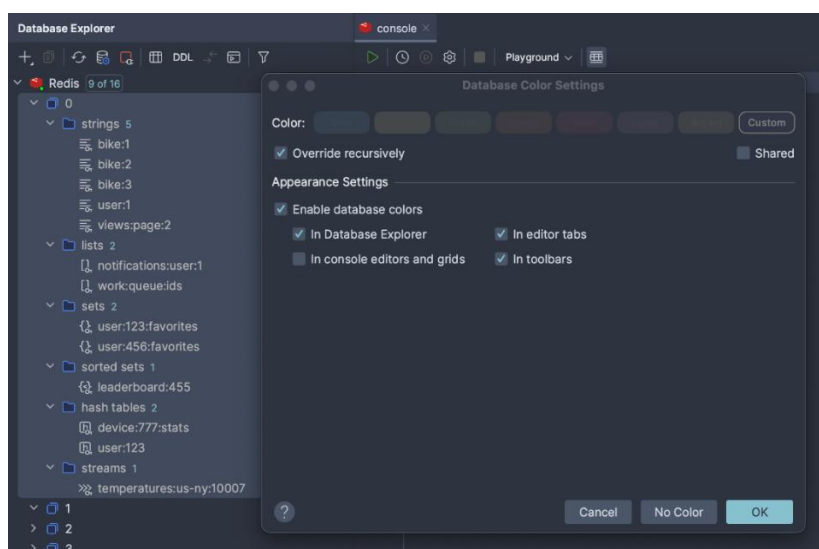 Database Explorer
console
DDL
Playground
Redis 9 of 16
0
strings 5
bike:1
bike:2
bike:3
user:1
views:page:2
lists 2
notifications:user:1
work:queue:ids
sets 2
user:123:favorites
user:456:favorites
sorted sets 1
leaderboard:455
hash tables 2
device:777:stats
user:123
streams 1
temperatures:us-ny:10007
1
2
Database Color Settings
Color: Custom
Override recursively Shared
Appearance Settings
Enable database colors
In Database Explorer In editor tabs
In console editors and grids In toolbars
? Cancel No Color OK